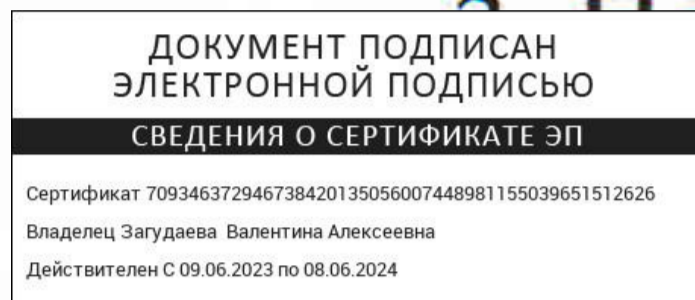 ДОКУМЕНТ ПОДПИСАН
ЭЛЕКТРОННОЙ ПОДПИСЬЮ
СВЕДЕНИЯ О СЕРТИФИКАТЕ ЭП
Сертификат 709346372946738420135056007448981155039651512626
Владелец Загудаева Валентина Алексеевна
Действителен С 09.06.2023 по 08.06.2024